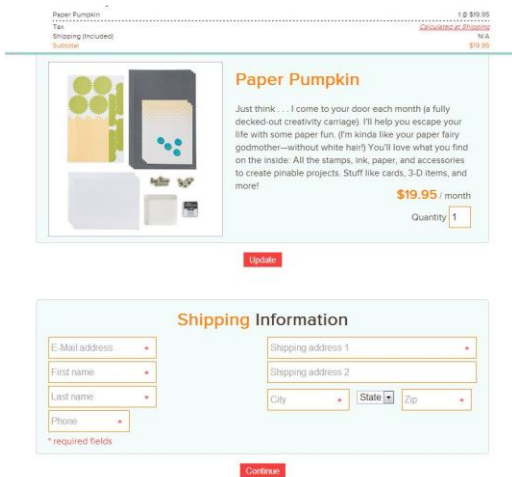 Paper Pumpkin 1 @ $19.95
Tax Calculated at Shipping
Shipping (Included) N/A
Subtotal $19.95
Paper Pumpkin
Just think . . . I come to your door each month (a fully
decked-out creativity carriage). I'll help you escape your
life with some paper fun. (I'm kinda like your paper fairy
godmother—without white hair!) You'll love what you find
on the inside: All the stamps, ink, paper, and accessories
to create pinable projects. Stuff like cards, 3-D items, and
more!
$19.95 / month
Quantity 1
Update
Shipping Information
E-Mail address *
Shipping address 1 *
First name *
Shipping address 2
Last name *
City * State Zip *
Phone *
* required fields
Continue